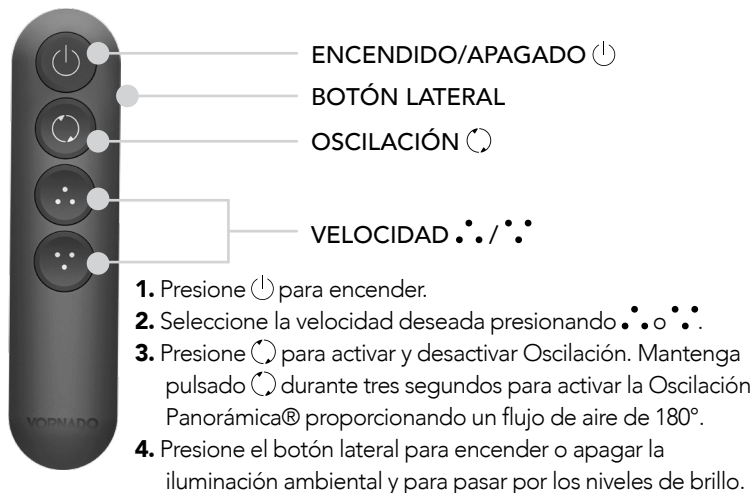 ENCENDIDO/APAGADO ⏻
BOTÓN LATERAL
OSCILACIÓN
VELOCIDAD /
1. Presione ⏻ para encender.
2. Seleccione la velocidad deseada presionando o .
3. Presione para activar y desactivar Oscilación. Mantenga
pulsado durante tres segundos para activar la Oscilación
Panorámica® proporcionando un flujo de aire de 180°.
4. Presione el botón lateral para encender o apagar la
iluminación ambiental y para pasar por los niveles de brillo.
VORNADO